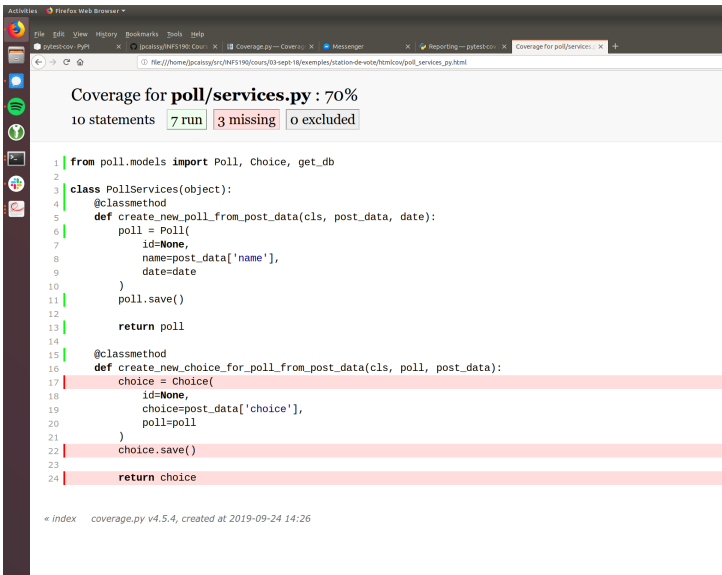 Activities Firefox Web Browser
File Edit View History Bookmarks Tools Help
pytest-cov · PyPI × jpcaissy/INF5190: Cours × Coverage.py — Coverag × Messenger × Reporting — pytest-cov × Coverage for poll/services. × +
file:///home/jpcaissy/src/INF5190/cours/03-sept-18/exemples/station-de-vote/htmlcov/poll_services_py.html
Coverage for poll/services.py : 70%
10 statements 7 run 3 missing 0 excluded
1 from poll.models import Poll, Choice, get_db
2
3 class PollServices(object):
4     @classmethod
5     def create_new_poll_from_post_data(cls, post_data, date):
6         poll = Poll(
7             id=None,
8             name=post_data['name'],
9             date=date
10         )
11         poll.save()
12
13         return poll
14
15     @classmethod
16     def create_new_choice_for_poll_from_post_data(cls, poll, post_data):
17         choice = Choice(
18             id=None,
19             choice=post_data['choice'],
20             poll=poll
21         )
22         choice.save()
23
24         return choice
« index coverage.py v4.5.4, created at 2019-09-24 14:26